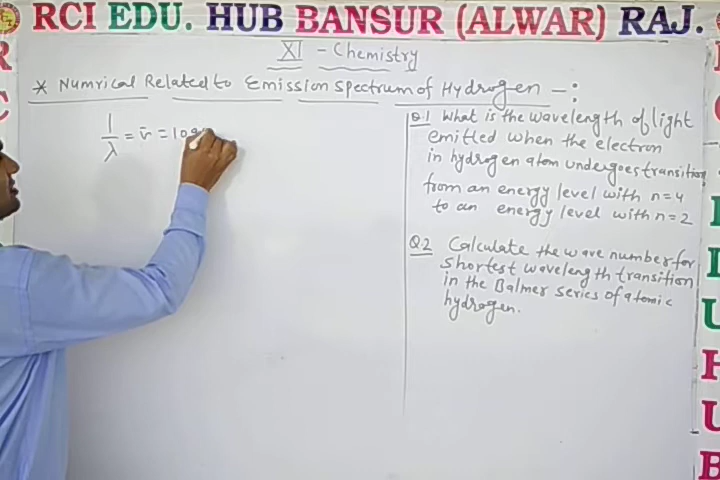 RCI EDU. HUB BANSUR (ALWAR) RAJ.
XI - Chemistry
* Numrical Related to Emission Spectrum of Hydrogen -:
1/λ = ν̄ = 109
Q.1 What is the wavelength of light
emitted when the electron
in hydrogen atom undergoes transition
from an energy level with n=4
to an energy level with n=2
Q.2 Calculate the wave number for
shortest wavelength transition
in the Balmer series of atomic
hydrogen.
R
C
I
D
U
H
U
B